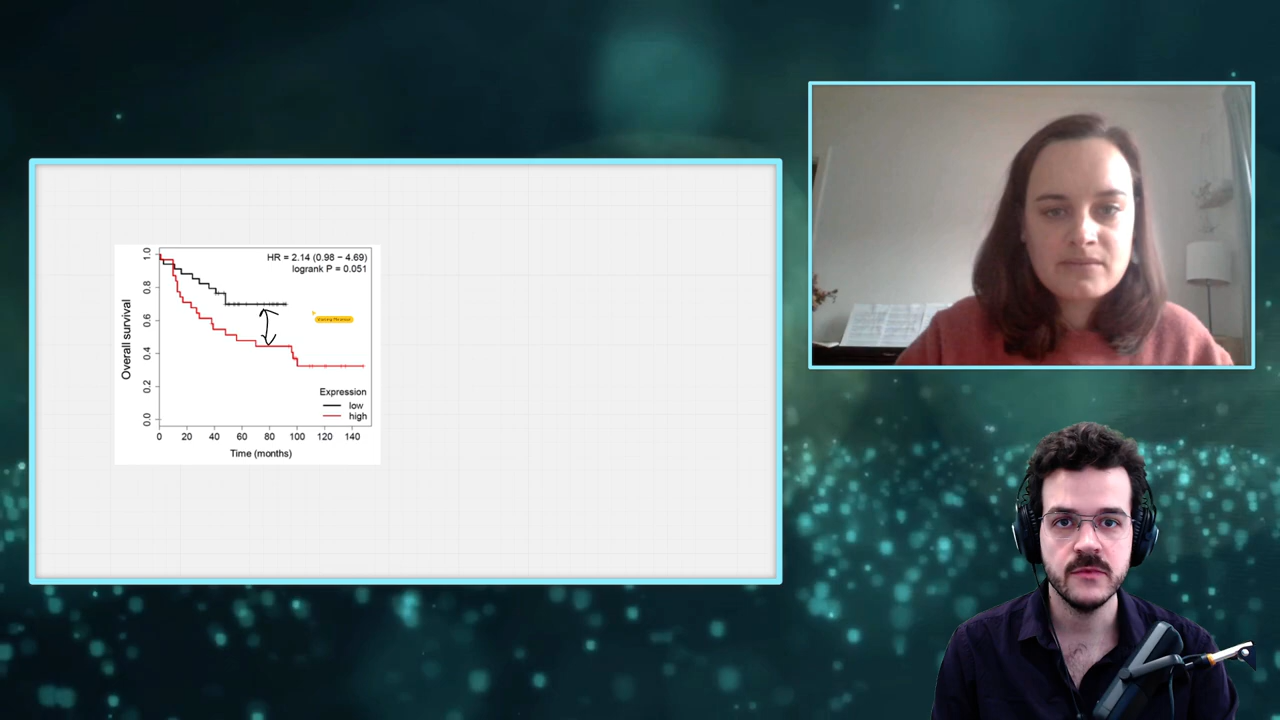 HR = 2.14 (0.98 − 4.69)
logrank P = 0.051
Overall survival
1.0
0.8
0.6
0.4
0.2
0.0
Expression
low
high
0 20 40 60 80 100 120 140
Time (months)